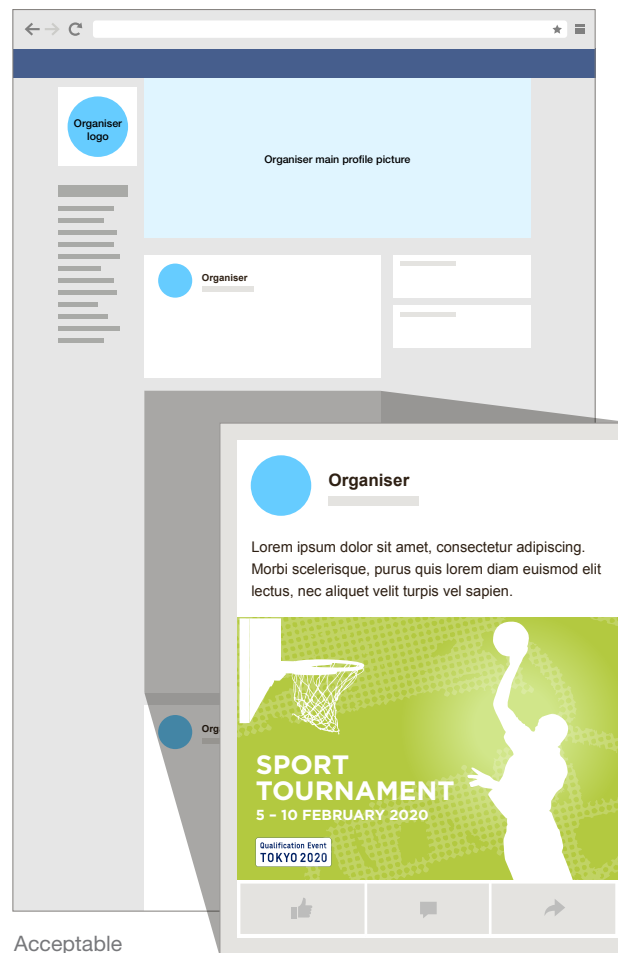 Organiser
logo
Organiser main profile picture
Organiser
Org
Organiser
Lorem ipsum dolor sit amet, consectetur adipiscing.
Morbi scelerisque, purus quis lorem diam euismod elit
lectus, nec aliquet velit turpis vel sapien.
SPORT
TOURNAMENT
5 – 10 FEBRUARY 2020
Qualification Event
TOKYO 2020
Acceptable